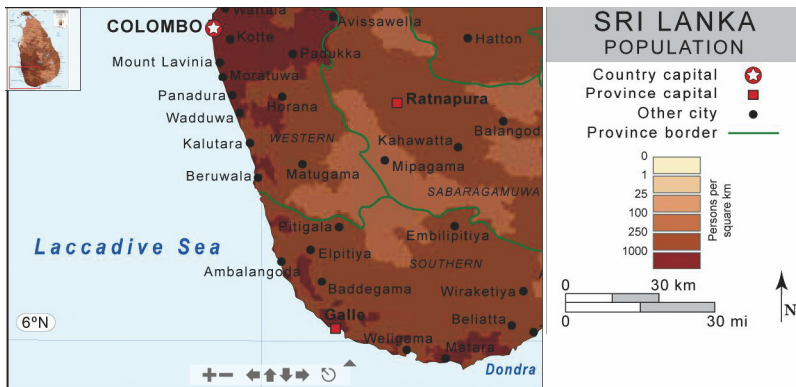 Wattala
Avissawella
COLOMBO
Kotte
Hatton
Padukka
Mount Lavinia
Moratuwa
Panadura
Horana
Ratnapura
Wadduwa
Balangod
WESTERN
Kahawatta
Kalutara
Mipagama
Beruwala
Matugama
SABARAGAMUWA
Pitigala
Embilipitiya
Laccadive Sea
Elpitiya
SOUTHERN
Ambalangoda
Baddegama
Wiraketiya
6°N
Galle
Beliatta
Weligama
Matara
Dondra
SRI LANKA
POPULATION
Country capital
Province capital
Other city
Province border
0
1
25
100
250
1000
Persons per
square km
0 30 km
0 30 mi
N